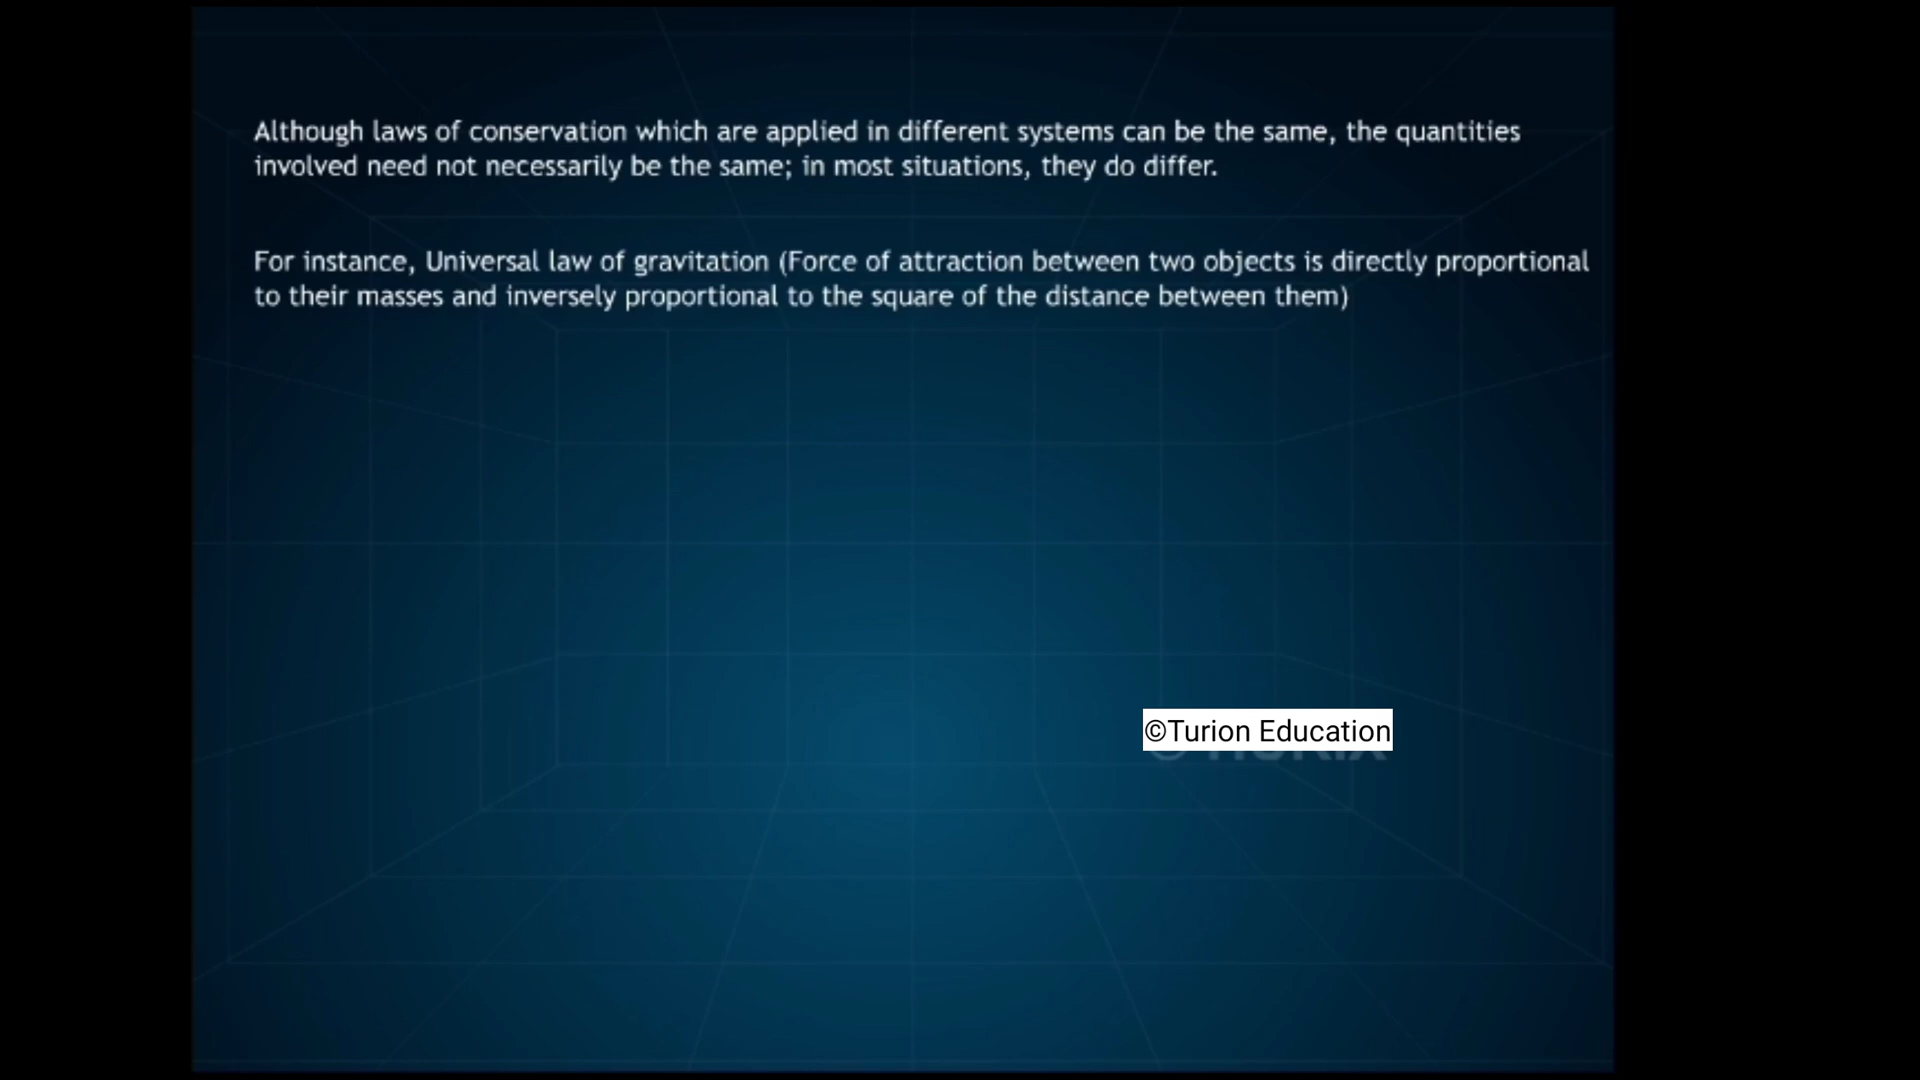 Although laws of conservation which are applied in different systems can be the same, the quantities
involved need not necessarily be the same; in most situations, they do differ.
For instance, Universal law of gravitation (Force of attraction between two objects is directly proportional
to their masses and inversely proportional to the square of the distance between them)
©Turion Education